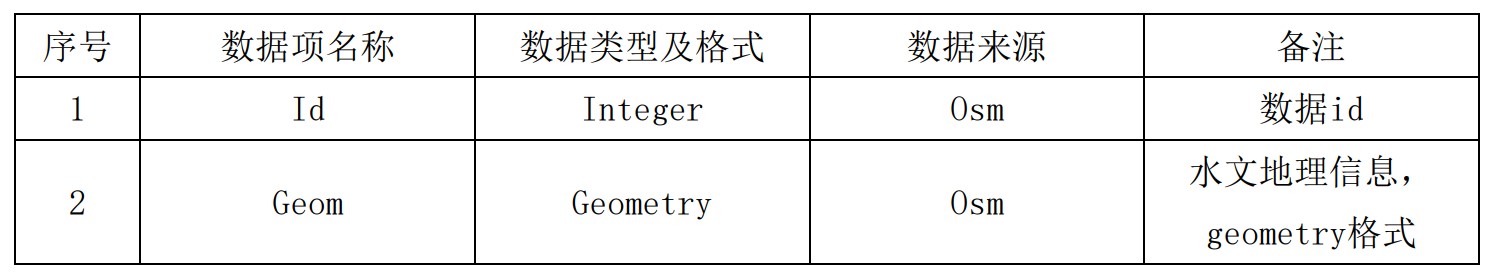 序号 数据项名称 数据类型及格式 数据来源 备注
1 Id Integer Osm 数据id
2 Geom Geometry Osm 水文地理信息，
geometry格式